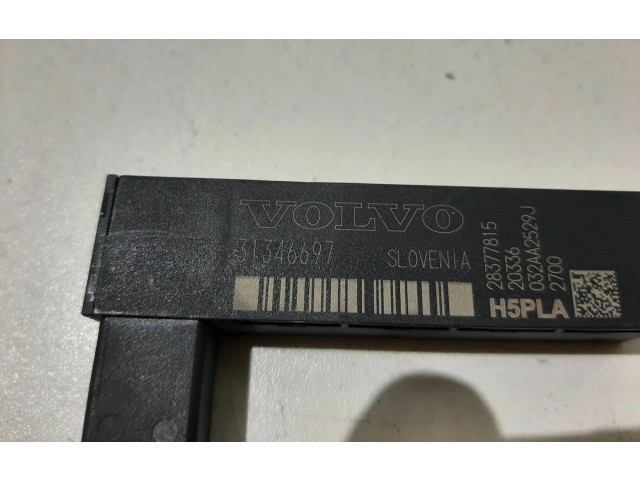 VOLVO
31346697
SLOVENIA
28377815
20336
032AA2529J
2700
H5PLA